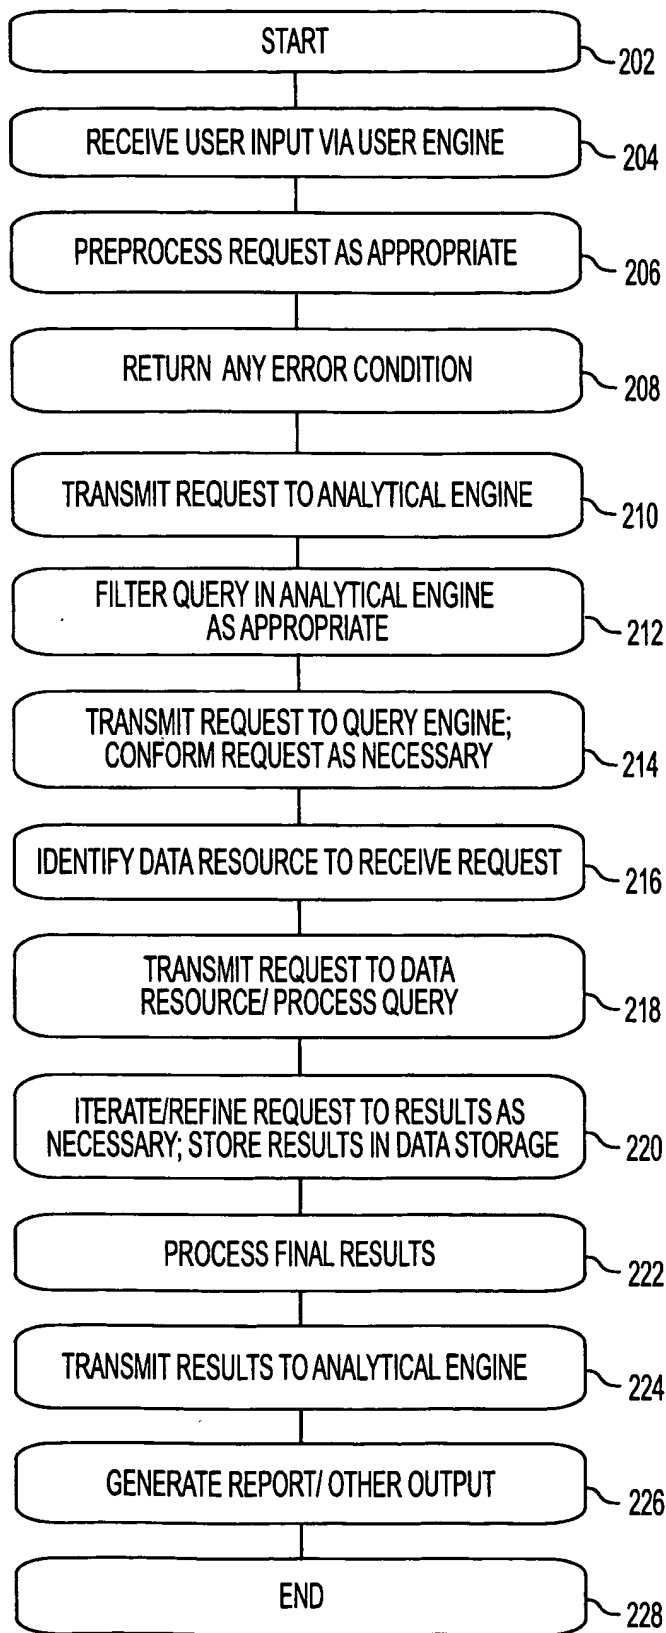 START
202
RECEIVE USER INPUT VIA USER ENGINE
204
PREPROCESS REQUEST AS APPROPRIATE
206
RETURN ANY ERROR CONDITION
208
TRANSMIT REQUEST TO ANALYTICAL ENGINE
210
FILTER QUERY IN ANALYTICAL ENGINE
AS APPROPRIATE
212
TRANSMIT REQUEST TO QUERY ENGINE;
CONFORM REQUEST AS NECESSARY
214
IDENTIFY DATA RESOURCE TO RECEIVE REQUEST
216
TRANSMIT REQUEST TO DATA
RESOURCE/ PROCESS QUERY
218
ITERATE/REFINE REQUEST TO RESULTS AS
NECESSARY; STORE RESULTS IN DATA STORAGE
220
PROCESS FINAL RESULTS
222
TRANSMIT RESULTS TO ANALYTICAL ENGINE
224
GENERATE REPORT/ OTHER OUTPUT
226
END
228